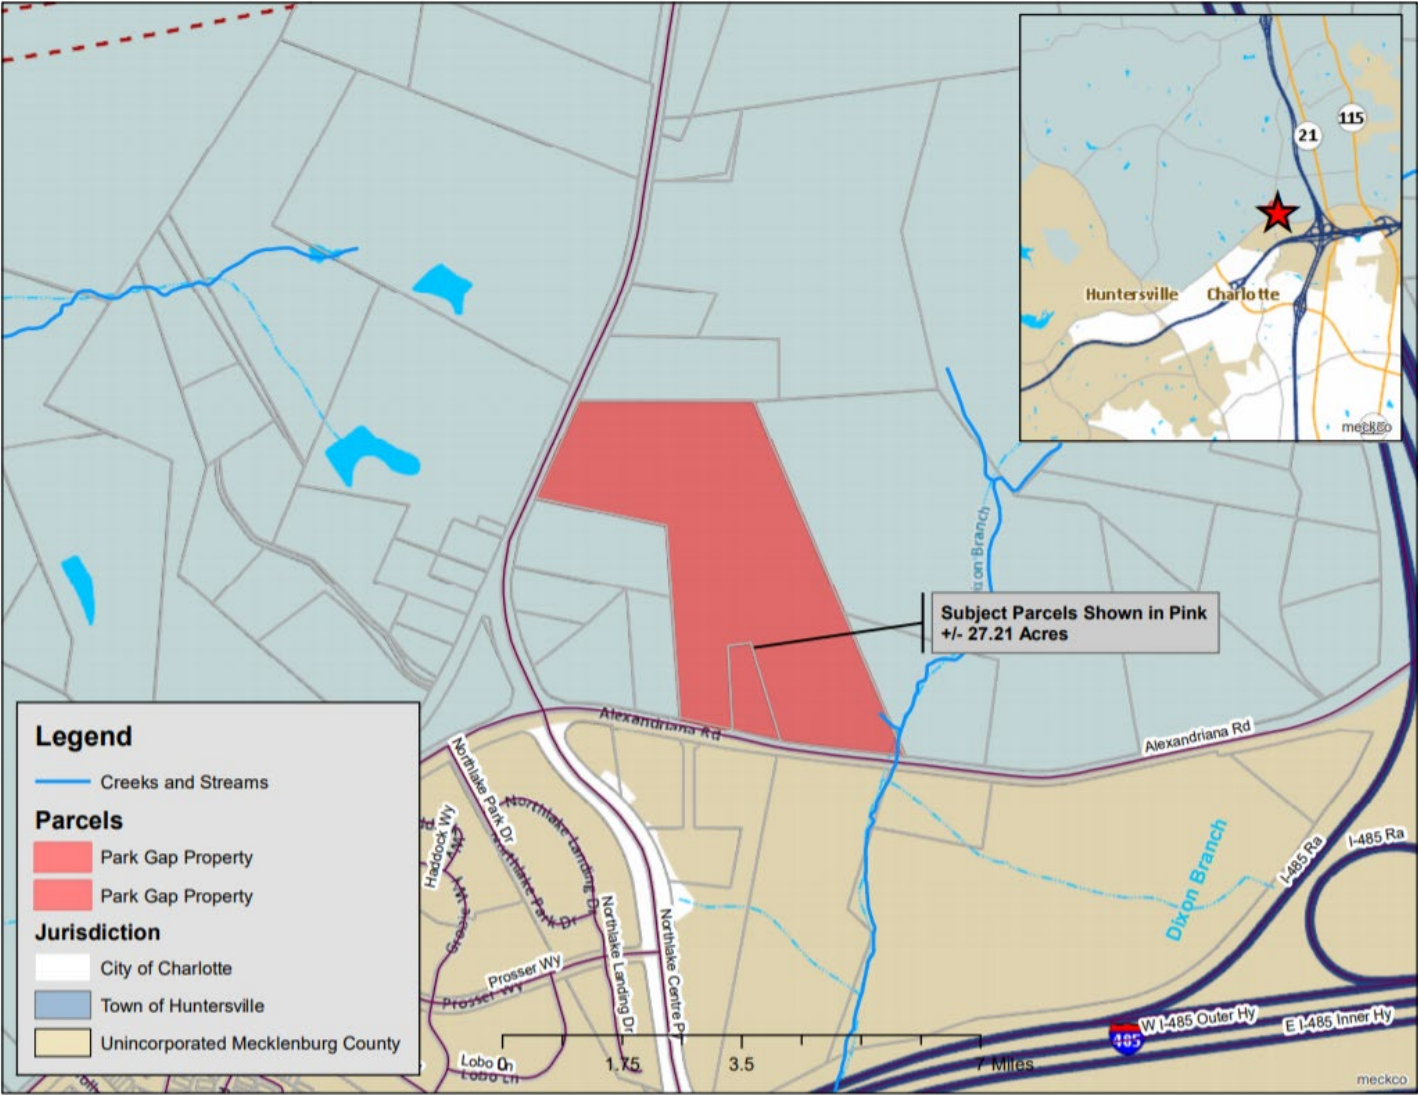 21
115
Huntersville
Charlotte
meckco
Dixon Branch
Subject Parcels Shown in Pink
+/- 27.21 Acres
Alexandriana Rd
Alexandriana Rd
Legend
Creeks and Streams
Parcels
Park Gap Property
Park Gap Property
Jurisdiction
City of Charlotte
Town of Huntersville
Unincorporated Mecklenburg County
Northlake Park Dr
Northlake Landing Dr
Haddock Wy
Northlake Park Dr
Northlake Landing Dr
Northlake Centre P
Prosser Wy
Prosser Wy
Lobo Ln
Lobo Ln
Dixon Branch
I-485 Ra
I-485 Ra
W I-485 Outer Hy
E I-485 Inner Hy
485
0
1.75
3.5
7 Miles
meckco